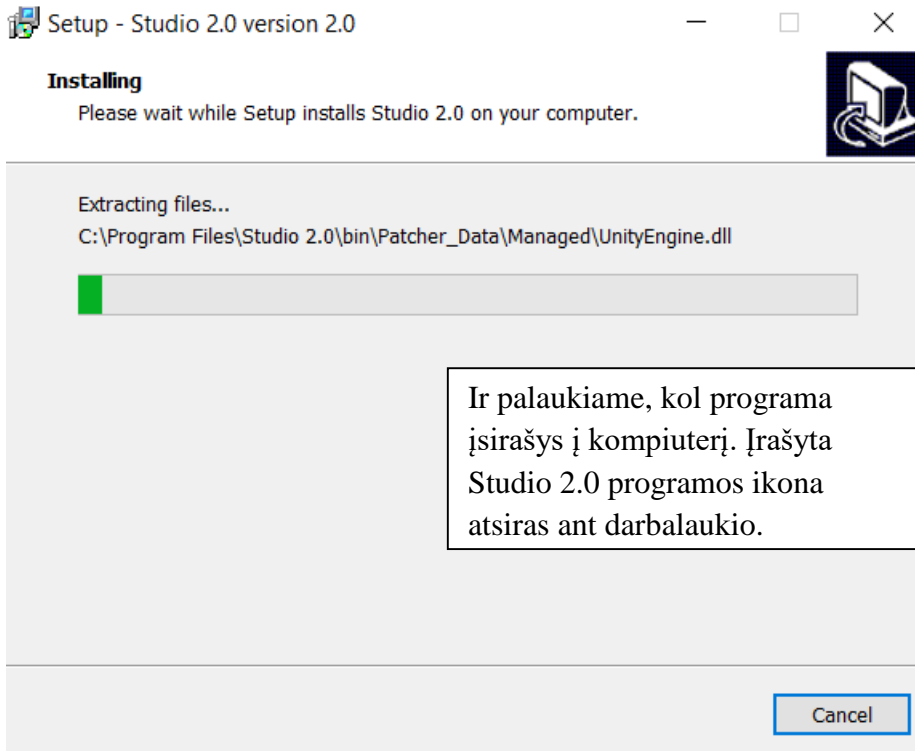 Setup - Studio 2.0 version 2.0
Installing
Please wait while Setup installs Studio 2.0 on your computer.
Extracting files...
C:\Program Files\Studio 2.0\bin\Patcher_Data\Managed\UnityEngine.dll
Ir palaukiame, kol programa
įsirašys į kompiuterį. Įrašyta
Studio 2.0 programos ikona
atsiras ant darbalaukio.
Cancel